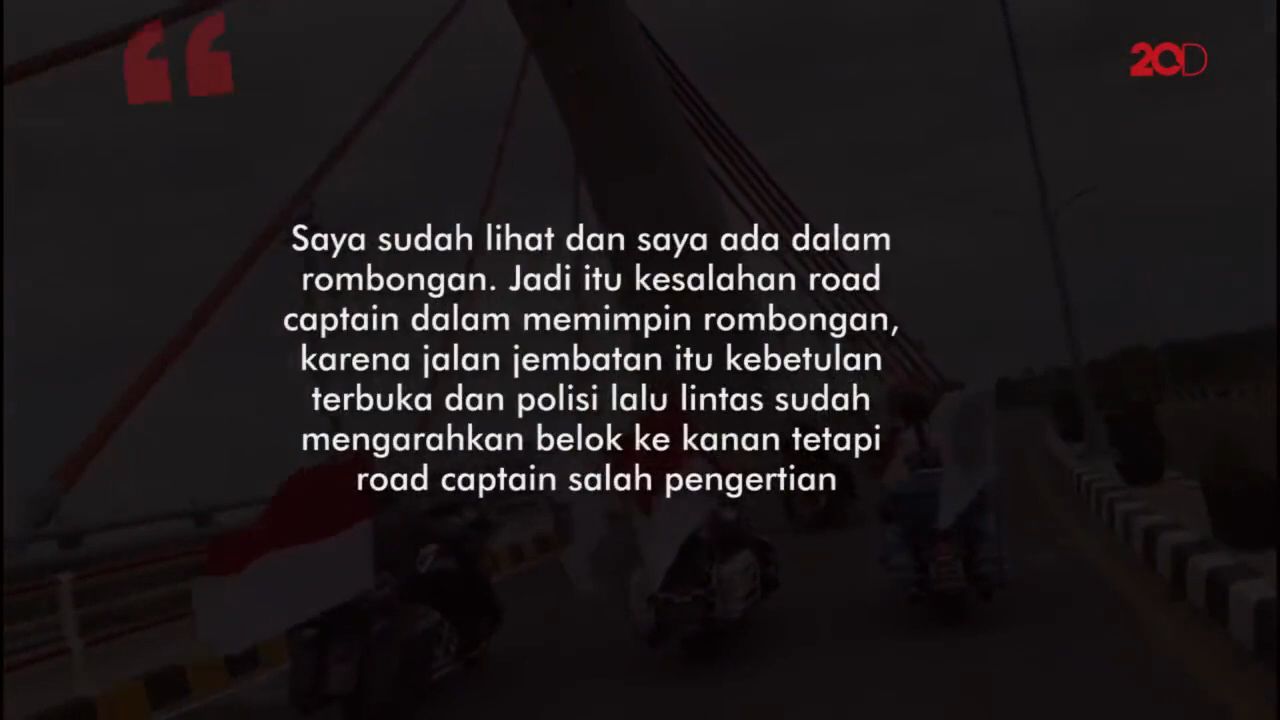 20D
Saya sudah lihat dan saya ada dalam
rombongan. Jadi itu kesalahan road
captain dalam memimpin rombongan,
karena jalan jembatan itu kebetulan
terbuka dan polisi lalu lintas sudah
mengarahkan belok ke kanan tetapi
road captain salah pengertian